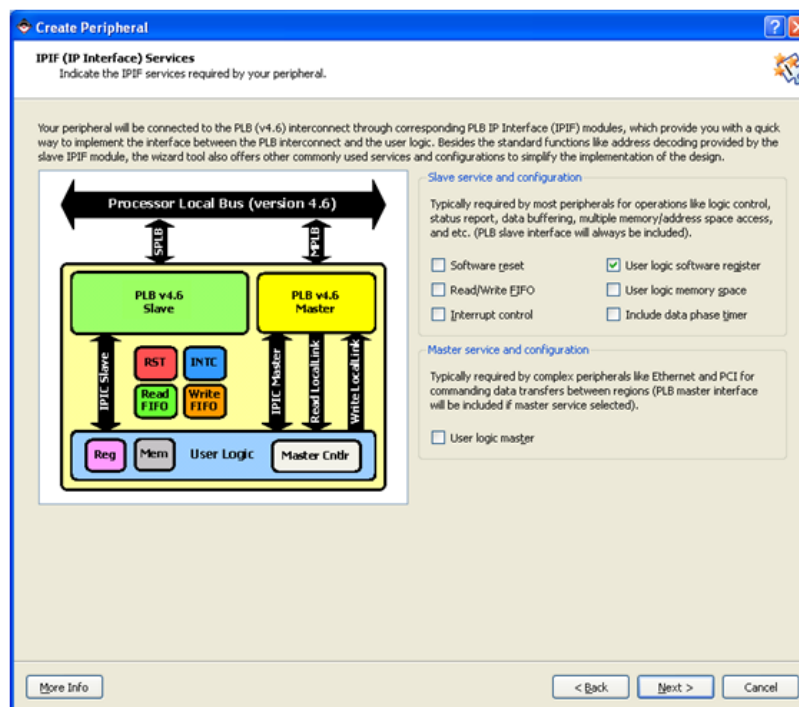 Create Peripheral
IPIF (IP Interface) Services
Indicate the IPIF services required by your peripheral.
Your peripheral will be connected to the PLB (v4.6) interconnect through corresponding PLB IP Interface (IPIF) modules, which provide you with a quick
way to implement the interface between the PLB interconnect and the user logic. Besides the standard functions like address decoding provided by the
slave IPIF module, the wizard tool also offers other commonly used services and configurations to simplify the implementation of the design.
Processor Local Bus (version 4.6)
SPLB
MPLB
PLB v4.6
Slave
PLB v4.6
Master
IPIC Slave
RST
INTC
Read
FIFO
Write
FIFO
IPIC Master
Read LocalLink
Write LocalLink
Reg
Mem
User Logic
Master Cntlr
Slave service and configuration
Typically required by most peripherals for operations like logic control,
status report, data buffering, multiple memory/address space access,
and etc. (PLB slave interface will always be included).
Software reset
User logic software register
Read/Write FIFO
User logic memory space
Interrupt control
Include data phase timer
Master service and configuration
Typically required by complex peripherals like Ethernet and PCI for
commanding data transfers between regions (PLB master interface
will be included if master service selected).
User logic master
More Info
< Back
Next >
Cancel